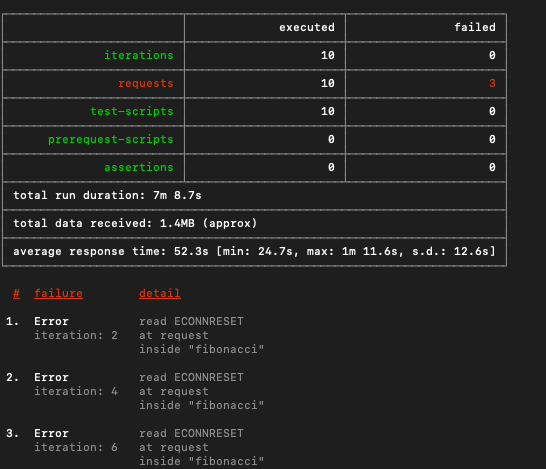 executed failed
iterations 10 0
requests 10 3
test-scripts 10 0
prerequest-scripts 0 0
assertions 0 0
total run duration: 7m 8.7s
total data received: 1.4MB (approx)
average response time: 52.3s [min: 24.7s, max: 1m 11.6s, s.d.: 12.6s]
# failure detail
1. Error read ECONNRESET
iteration: 2 at request
inside "fibonacci"
2. Error read ECONNRESET
iteration: 4 at request
inside "fibonacci"
3. Error read ECONNRESET
iteration: 6 at request
inside "fibonacci"